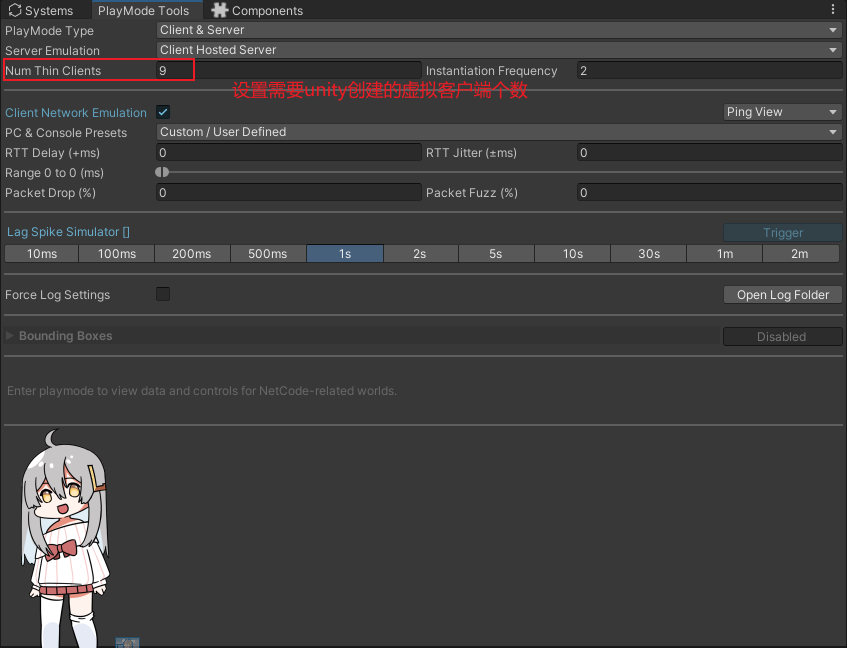 Systems PlayMode Tools Components
PlayMode Type Client & Server
Server Emulation Client Hosted Server
Num Thin Clients 9 Instantiation Frequency 2
设置需要unity创建的虚拟客户端个数
Client Network Emulation Ping View
PC & Console Presets Custom / User Defined
RTT Delay (+ms) 0 RTT Jitter (±ms) 0
Range 0 to 0 (ms)
Packet Drop (%) 0 Packet Fuzz (%) 0
Lag Spike Simulator [] Trigger
10ms 100ms 200ms 500ms 1s 2s 5s 10s 30s 1m 2m
Force Log Settings Open Log Folder
Bounding Boxes Disabled
Enter playmode to view data and controls for NetCode-related worlds.